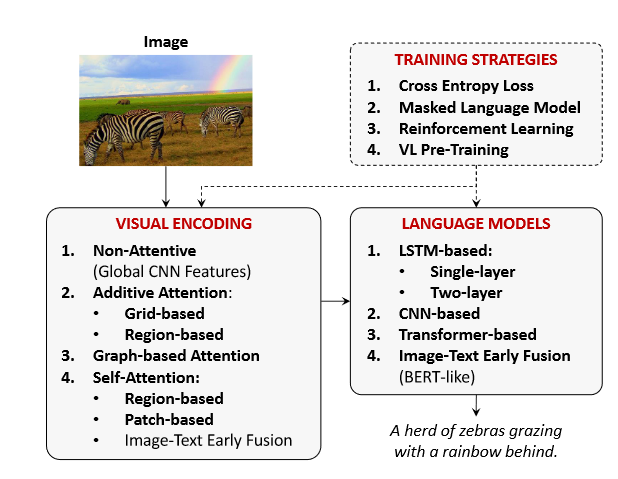 Image
TRAINING STRATEGIES
1. Cross Entropy Loss
2. Masked Language Model
3. Reinforcement Learning
4. VL Pre-Training
VISUAL ENCODING
1. Non-Attentive
(Global CNN Features)
2. Additive Attention:
• Grid-based
• Region-based
3. Graph-based Attention
4. Self-Attention:
• Region-based
• Patch-based
• Image-Text Early Fusion
LANGUAGE MODELS
1. LSTM-based:
• Single-layer
• Two-layer
2. CNN-based
3. Transformer-based
4. Image-Text Early Fusion
(BERT-like)
A herd of zebras grazing
with a rainbow behind.